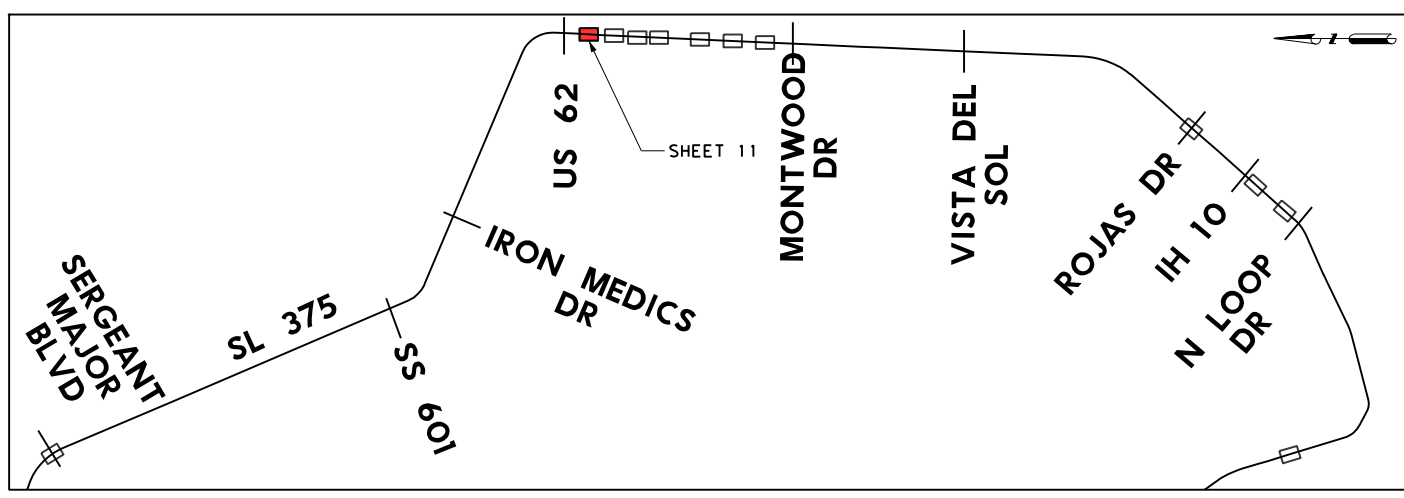 US 62
SHEET 11
MONTWOOD
DR
VISTA DEL
SOL
ROJAS DR
IH 10
N LOOP
DR
IRON MEDICS
DR
SERGEANT
MAJOR
BLVD
SL 375
SS 601